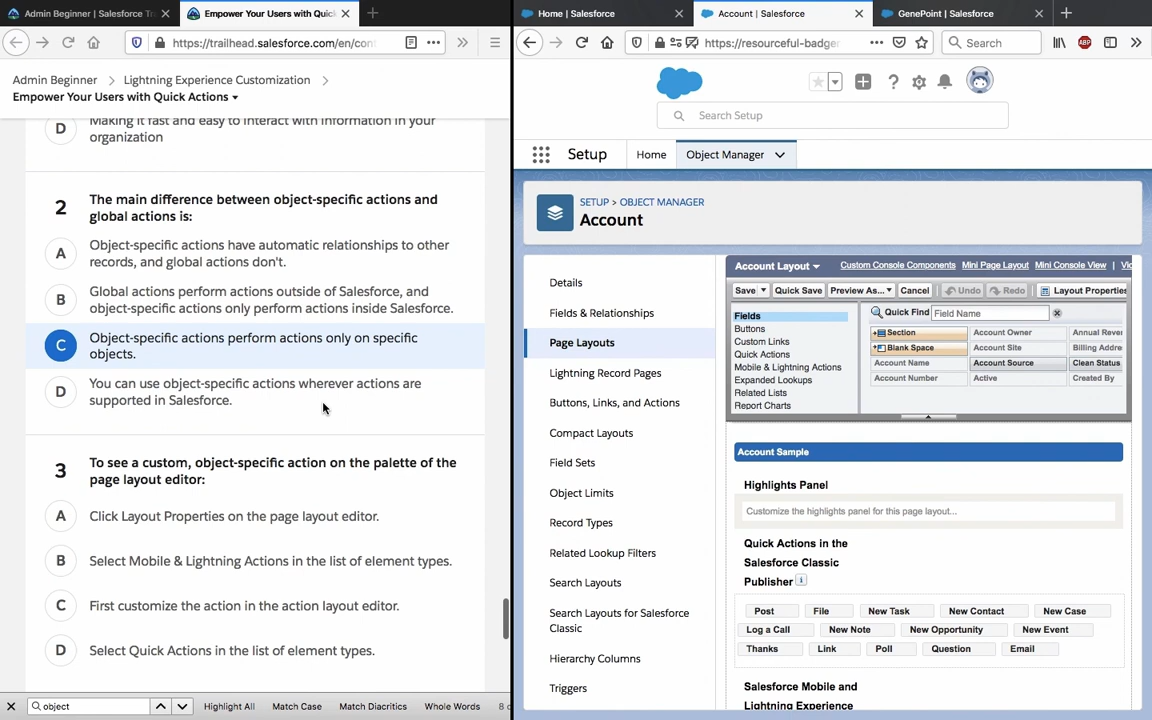 Admin Beginner | Salesforce Tr
Empower Your Users with Quick
https://trailhead.salesforce.com/en/con
Admin Beginner
Lightning Experience Customization
Empower Your Users with Quick Actions
D
Making it fast and easy to interact with information in your
organization
2
The main difference between object-specific actions and
global actions is:
A
Object-specific actions have automatic relationships to other
records, and global actions don't.
B
Global actions perform actions outside of Salesforce, and
object-specific actions only perform actions inside Salesforce.
C
Object-specific actions perform actions only on specific
objects.
D
You can use object-specific actions wherever actions are
supported in Salesforce.
3
To see a custom, object-specific action on the palette of the
page layout editor:
A
Click Layout Properties on the page layout editor.
B
Select Mobile & Lightning Actions in the list of element types.
C
First customize the action in the action layout editor.
D
Select Quick Actions in the list of element types.
object
Highlight All
Match Case
Match Diacritics
Whole Words
8 o
Home | Salesforce
Account | Salesforce
GenePoint | Salesforce
https://resourceful-badger
Search
ABP
Search Setup
Setup
Home
Object Manager
SETUP > OBJECT MANAGER
Account
Details
Fields & Relationships
Page Layouts
Lightning Record Pages
Buttons, Links, and Actions
Compact Layouts
Field Sets
Object Limits
Record Types
Related Lookup Filters
Search Layouts
Search Layouts for Salesforce
Classic
Hierarchy Columns
Triggers
Account Layout
Custom Console Components
Mini Page Layout
Mini Console View
|
Save
Quick Save
Preview As...
Cancel
Undo
Redo
Layout Properties
Fields
Buttons
Custom Links
Quick Actions
Mobile & Lightning Actions
Expanded Lookups
Related Lists
Report Charts
Quick Find
Field Name
Section
Account Owner
Annual Reve
Blank Space
Account Site
Billing Addre
Account Name
Account Source
Clean Status
Account Number
Active
Created By
Account Sample
Highlights Panel
Customize the highlights panel for this page layout...
Quick Actions in the
Salesforce Classic
Publisher
Post
File
New Task
New Contact
New Case
Log a Call
New Note
New Opportunity
New Event
Thanks
Link
Poll
Question
Email
Salesforce Mobile and
Lightning Experience